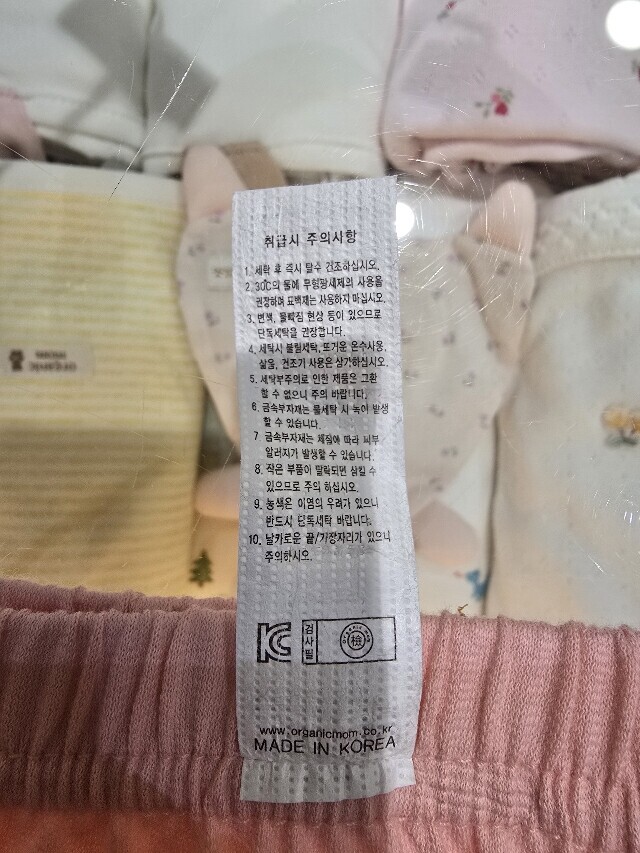 취급시 주의사항
1. 세탁 후 즉시 탈수 건조하십시오.
2. 30℃의 물에 무형광세제의 사용을
권장하며 표백제는 사용하지 마십시오.
3. 변색, 물빠짐 현상 등이 있으므로
단독세탁을 권장합니다.
4. 세탁시 불림세탁, 뜨거운 온수사용,
삶음, 건조기 사용은 삼가하십시오.
5. 세탁부주의로 인한 제품은 교환
할 수 없으니 주의 바랍니다.
6. 금속부자재는 물세탁 시 녹이 발생
할 수 있습니다.
7. 금속부자재는 체질에 따라 피부
알러지가 발생할 수 있습니다.
8. 작은 부품이 탈락되면 삼킬 수
있으므로 주의 하십시오.
9. 농색은 이염의 우려가 있으니
반드시 단독세탁 바랍니다.
10. 날카로운 끝/가장자리가 있으니
주의하시오.
KC
검사필
ORGANIC MOM
檢
www.organicmom.co.kr
MADE IN KOREA